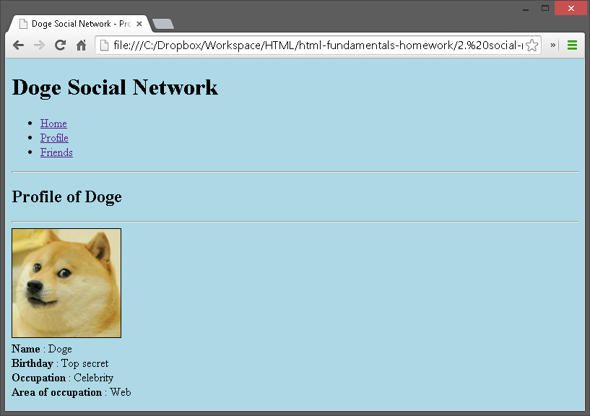 Doge Social Network - Pro
file:///C:/Dropbox/Workspace/HTML/html-fundamentals-homework/2.%20social-
Doge Social Network
Home
Profile
Friends
Profile of Doge
Name : Doge
Birthday : Top secret
Occupation : Celebrity
Area of occupation : Web